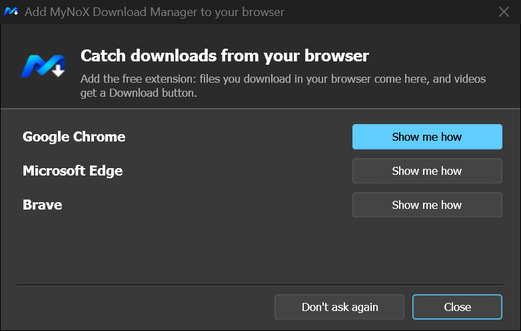 Add MyNoX Download Manager to your browser
Catch downloads from your browser
Add the free extension: files you download in your browser come here, and videos
get a Download button.
Google Chrome
Show me how
Microsoft Edge
Show me how
Brave
Show me how
Don't ask again
Close